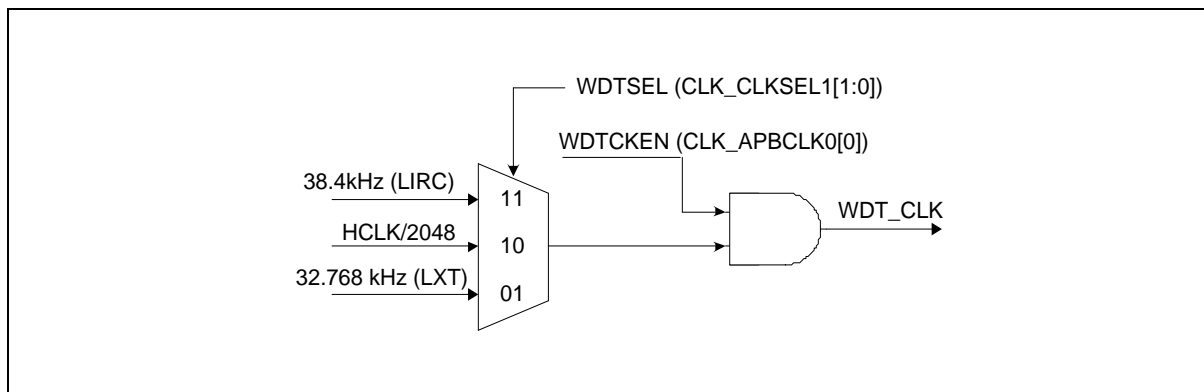 WDTSEL (CLK_CLKSEL1[1:0])
WDTCKEN (CLK_APBCLK0[0])
38.4kHz (LIRC)
11
WDT_CLK
HCLK/2048
10
32.768 kHz (LXT)
01